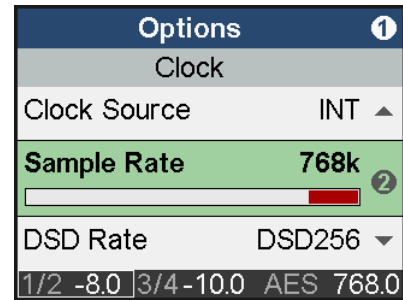 Options 1
Clock
Clock Source INT
Sample Rate 768k
2
DSD Rate DSD256
1/2 -8.0 3/4 -10.0 AES 768.0